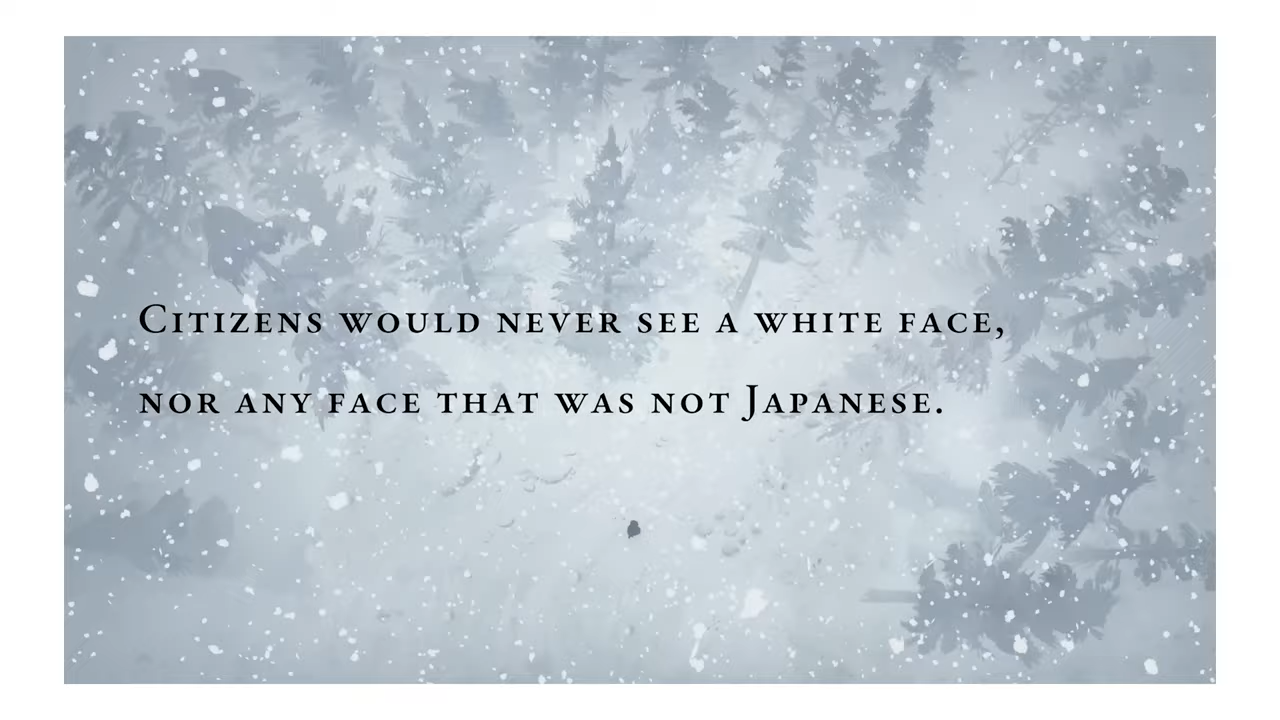 Citizens would never see a white face,
nor any face that was not Japanese.